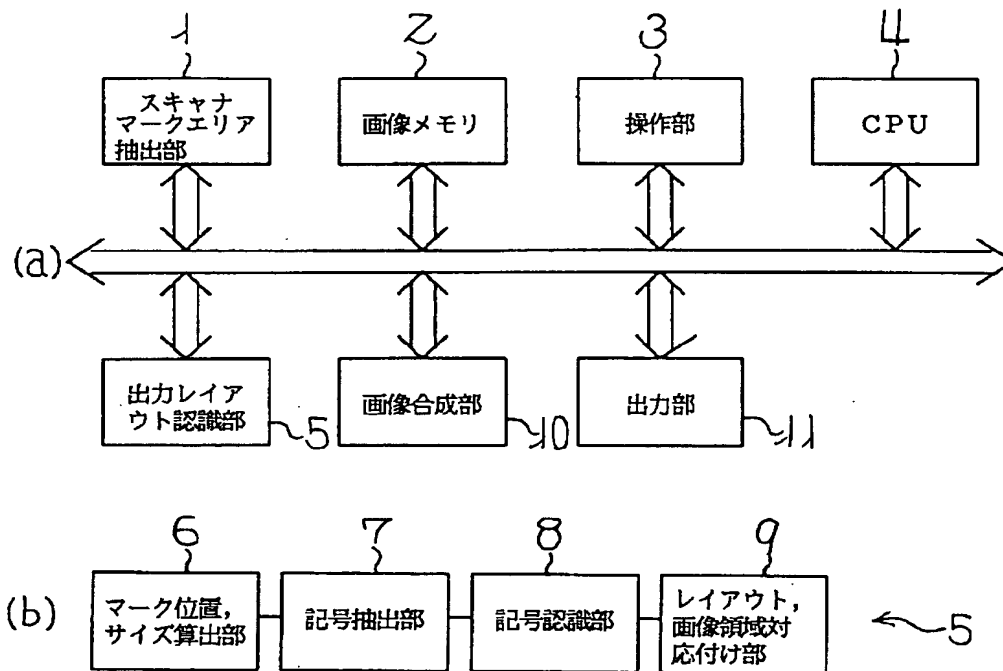 1
2
3
4
スキャナ
マークエリア
抽出部
画像メモリ
操作部
CPU
(a)
出力レイア
ウト認識部
5
画像合成部
10
出力部
11
6
7
8
9
(b)
マーク位置,
サイズ算出部
記号抽出部
記号認識部
レイアウト,
画像領域対
応付け部
5